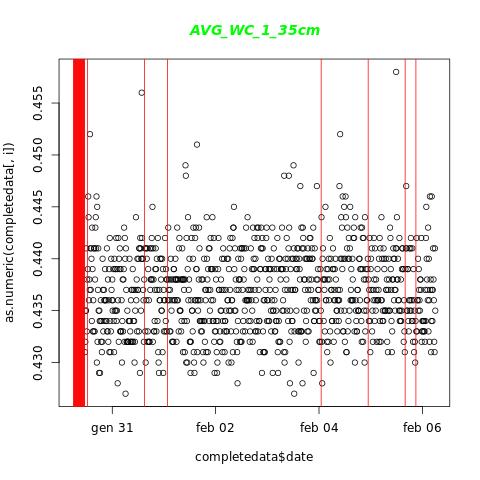 AVG_WC_1_35cm
as.numeric(completedata[, i])
0.455
0.450
0.445
0.440
0.435
0.430
gen 31
feb 02
feb 04
feb 06
completedata$date